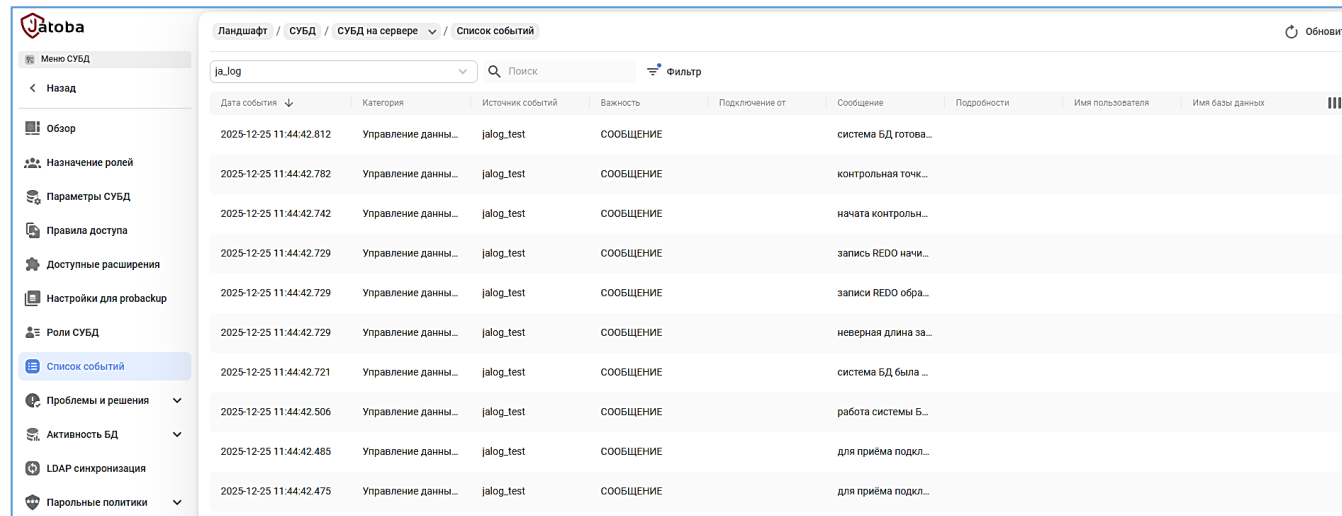 Jatoba
Ландшафт / СУБД / СУБД на сервере / Список событий
Обновит
Меню СУБД
Назад
Обзор
Назначение ролей
Параметры СУБД
Правила доступа
Доступные расширения
Настройки для probackup
Роли СУБД
Список событий
Проблемы и решения
Активность БД
LDAP синхронизация
Парольные политики
ja_log
Поиск
Фильтр
Дата события Категория Источник событий Важность Подключение от Сообщение Подробности Имя пользователя Имя базы данных
2025-12-25 11:44:42.812 Управление данны... jalog_test СООБЩЕНИЕ система БД готова...
2025-12-25 11:44:42.782 Управление данны... jalog_test СООБЩЕНИЕ контрольная точк...
2025-12-25 11:44:42.742 Управление данны... jalog_test СООБЩЕНИЕ начата контрольн...
2025-12-25 11:44:42.729 Управление данны... jalog_test СООБЩЕНИЕ запись REDO начи...
2025-12-25 11:44:42.729 Управление данны... jalog_test СООБЩЕНИЕ записи REDO обра...
2025-12-25 11:44:42.729 Управление данны... jalog_test СООБЩЕНИЕ неверная длина за...
2025-12-25 11:44:42.721 Управление данны... jalog_test СООБЩЕНИЕ система БД была ...
2025-12-25 11:44:42.506 Управление данны... jalog_test СООБЩЕНИЕ работа системы Б...
2025-12-25 11:44:42.485 Управление данны... jalog_test СООБЩЕНИЕ для приёма подкл...
2025-12-25 11:44:42.475 Управление данны... jalog_test СООБЩЕНИЕ для приёма подкл...